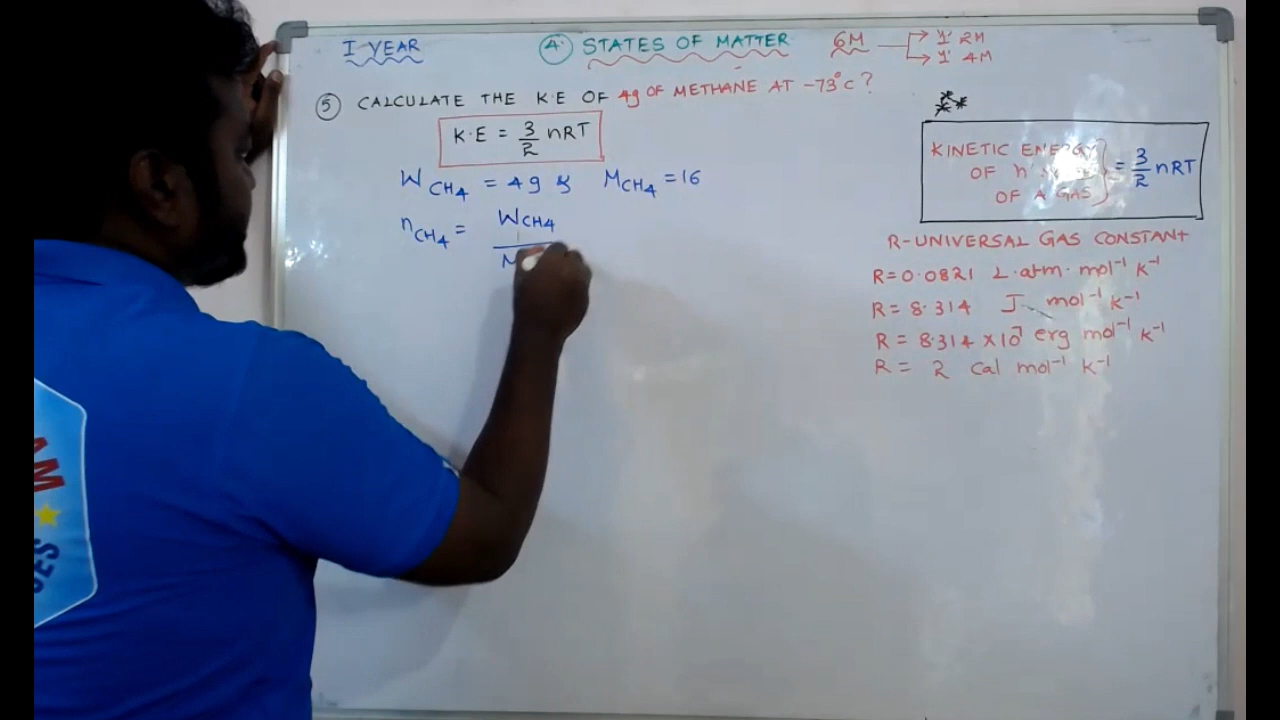 I YEAR
4. STATES OF MATTER 6M
1' 2M
1' 4M
5 CALCULATE THE K·E OF 4g OF METHANE AT -73°C?
K·E = 3/2 nRT
W CH4 = 4g & M CH4 = 16
n CH4 = W CH4
M
KINETIC ENERGY
OF 'n'
OF A GAS
= 3/2 nRT
R-UNIVERSAL GAS CONSTANT
R=0.0821 L·atm·mol⁻¹ K⁻¹
R = 8.314 J mol⁻¹ K⁻¹
R = 8.314 ×10⁷ erg mol⁻¹ K⁻¹
R = 2 Cal mol⁻¹ K⁻¹
AM